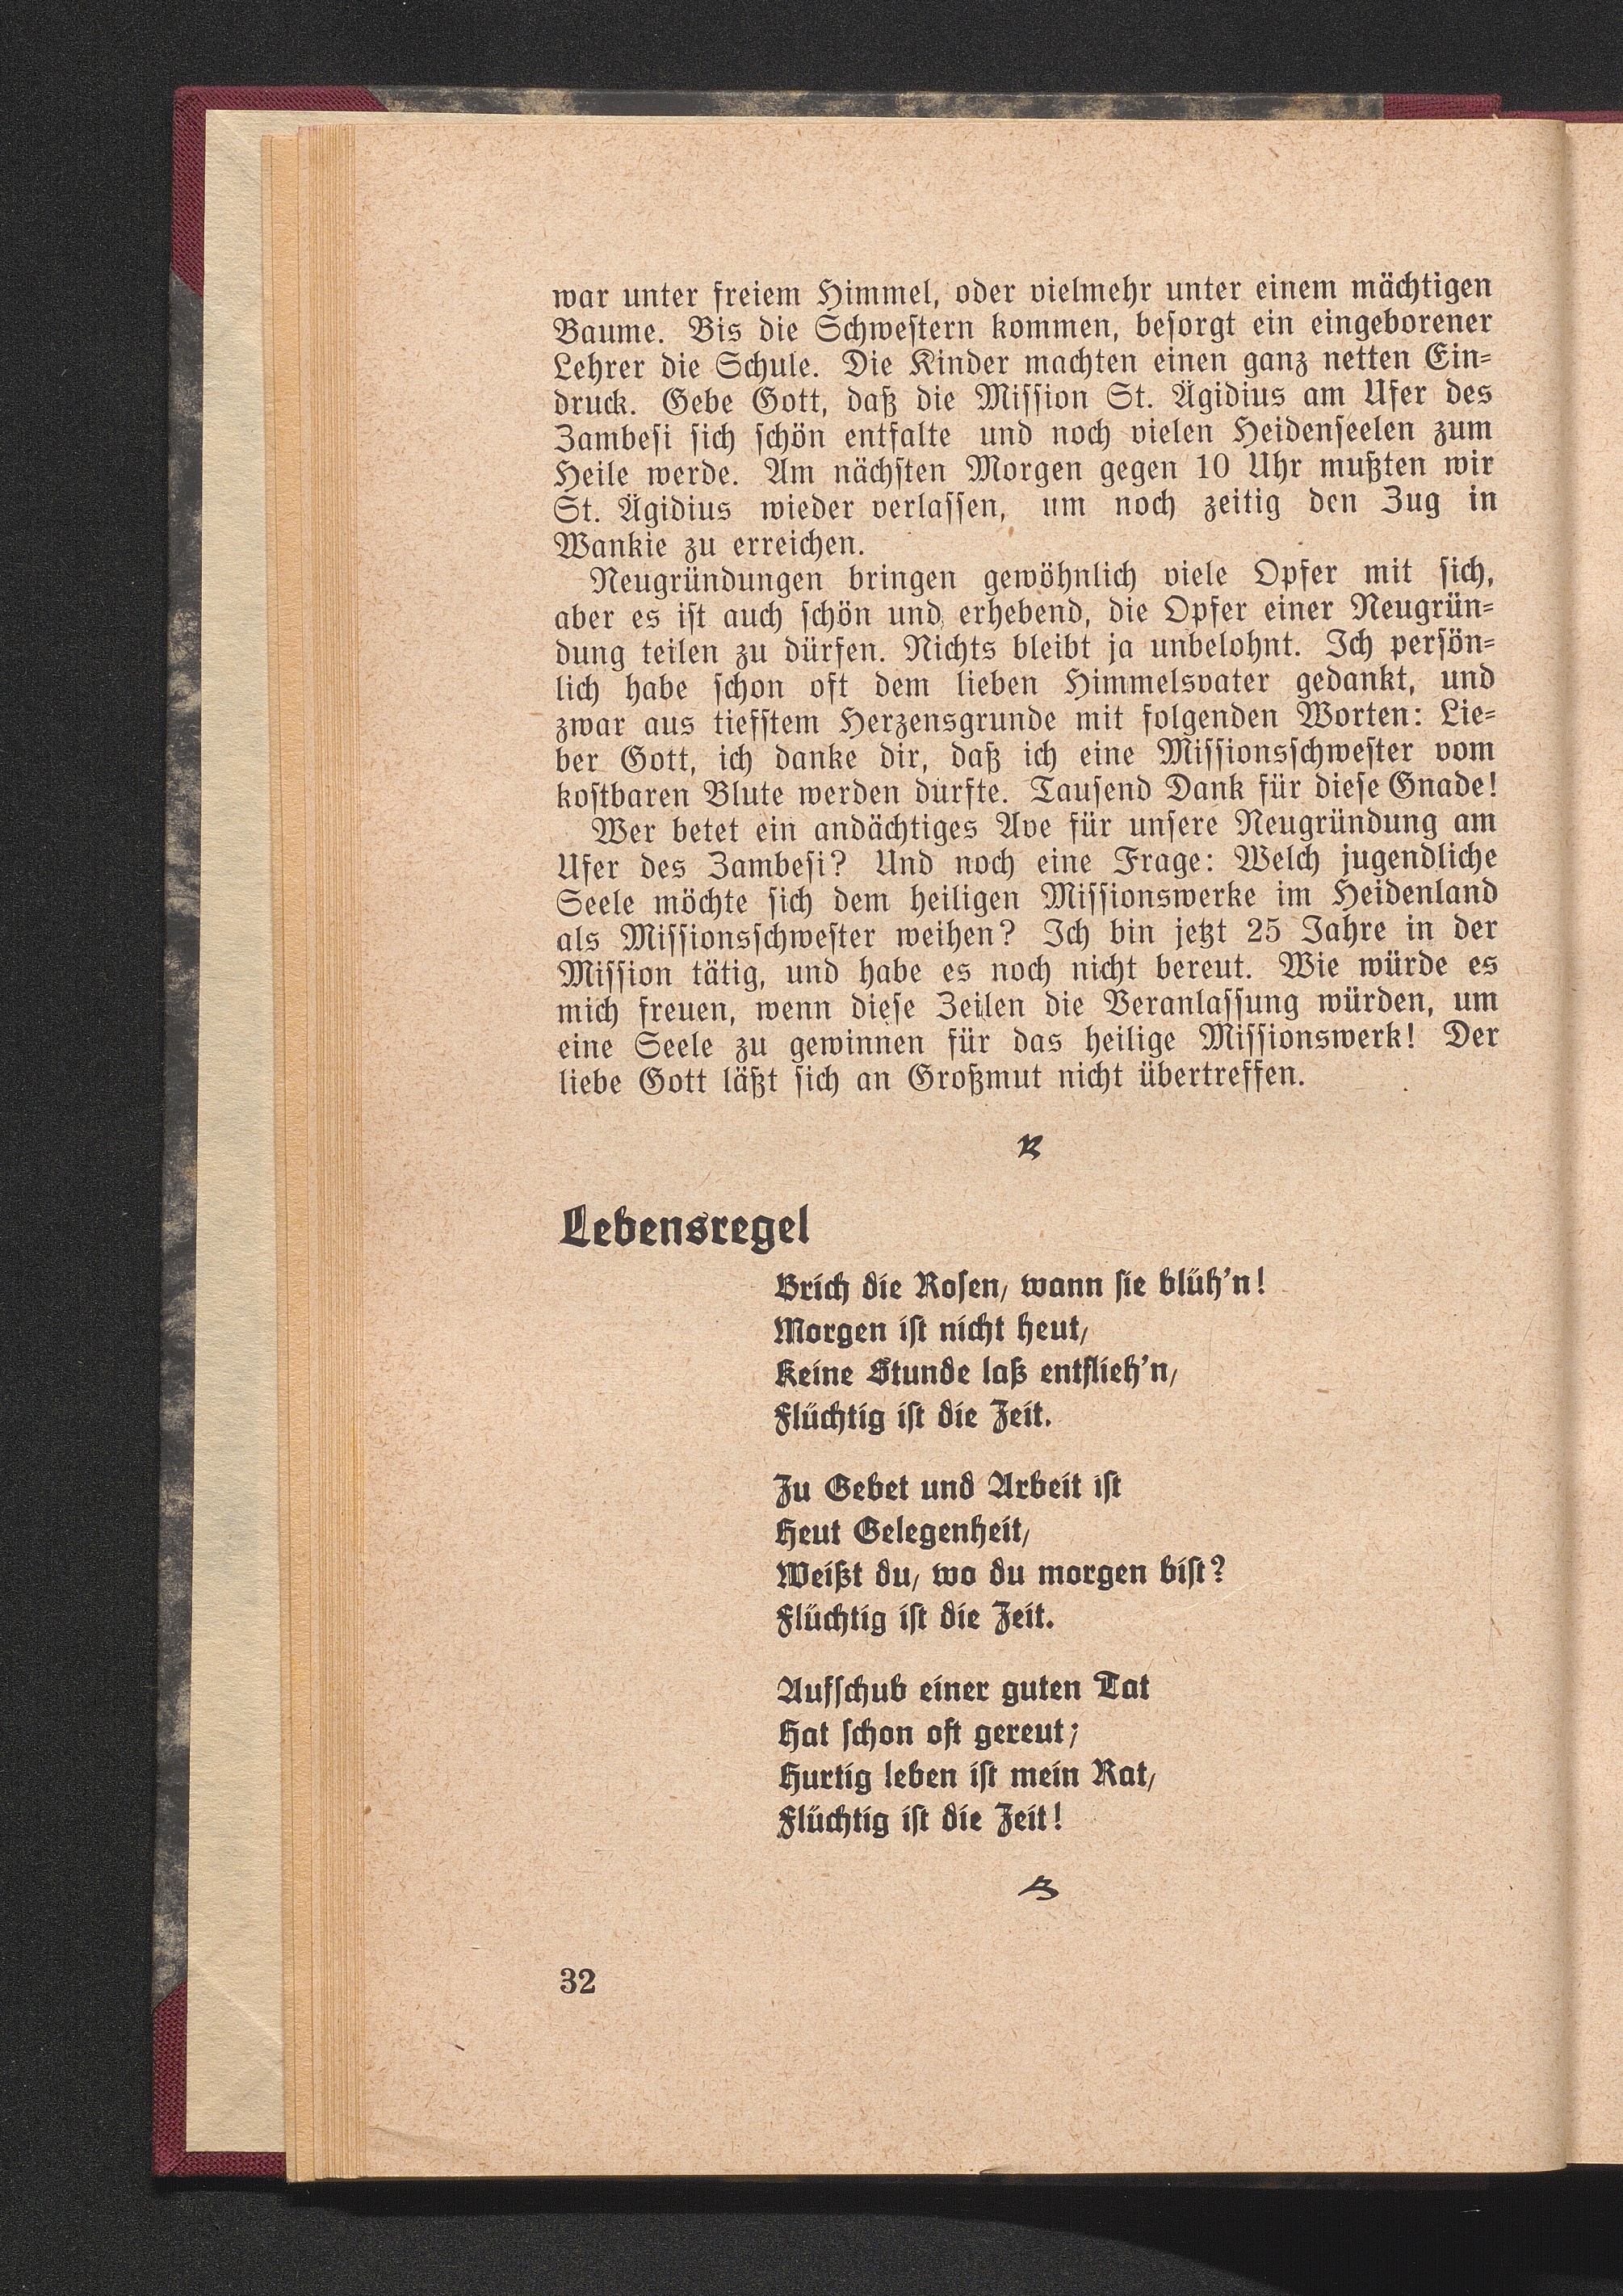 war unter freiem Himmel, oder vielmehr unter einem mächtigen
Baume. Bis die Schwestern kommen, besorgt ein eingeborener
Lehrer die Schule. Die Kinder machten einen ganz netten Ein-
druck. Gebe Gott, daß die Mission St. Ägidius am Ufer des
Zambesi sich schön entfalte und noch vielen Heidenseelen zum
Heile werde. Am nächsten Morgen gegen 10 Uhr mußten wir
St. Ägidius wieder verlassen, um noch zeitig den Zug in
Wankie zu erreichen.
Neugründungen bringen gewöhnlich viele Opfer mit sich,
aber es ist auch schön und erhebend, die Opfer einer Neugrün-
dung teilen zu dürfen. Nichts bleibt ja unbelohnt. Ich persön-
lich habe schon oft dem lieben Himmelsvater gedankt, und
zwar aus tiefstem Herzensgrunde mit folgenden Worten: Lie-
ber Gott, ich danke dir, daß ich eine Missionsschwester vom
kostbaren Blute werden durfte. Tausend Dank für diese Gnade!
Wer betet ein andächtiges Ave für unsere Neugründung am
Ufer des Zambesi? Und noch eine Frage: Welch jugendliche
Seele möchte sich dem heiligen Missionswerke im Heidenland
als Missionsschwester weihen? Ich bin jetzt 25 Jahre in der
Mission tätig, und habe es noch nicht bereut. Wie würde es
mich freuen, wenn diese Zeilen die Veranlassung würden, um
eine Seele zu gewinnen für das heilige Missionswerk! Der
liebe Gott läßt sich an Großmut nicht übertreffen.
Lebensregel
Brich die Rosen, wann sie blüh'n!
Morgen ist nicht heut,
Keine Stunde laß entflieh'n,
Flüchtig ist die Zeit.
Zu Gebet und Arbeit ist
Heut Gelegenheit,
Weißt du, wo du morgen bist?
Flüchtig ist die Zeit.
Aufschub einer guten Tat
Hat schon oft gereut;
Hurtig leben ist mein Rat,
Flüchtig ist die Zeit!
32